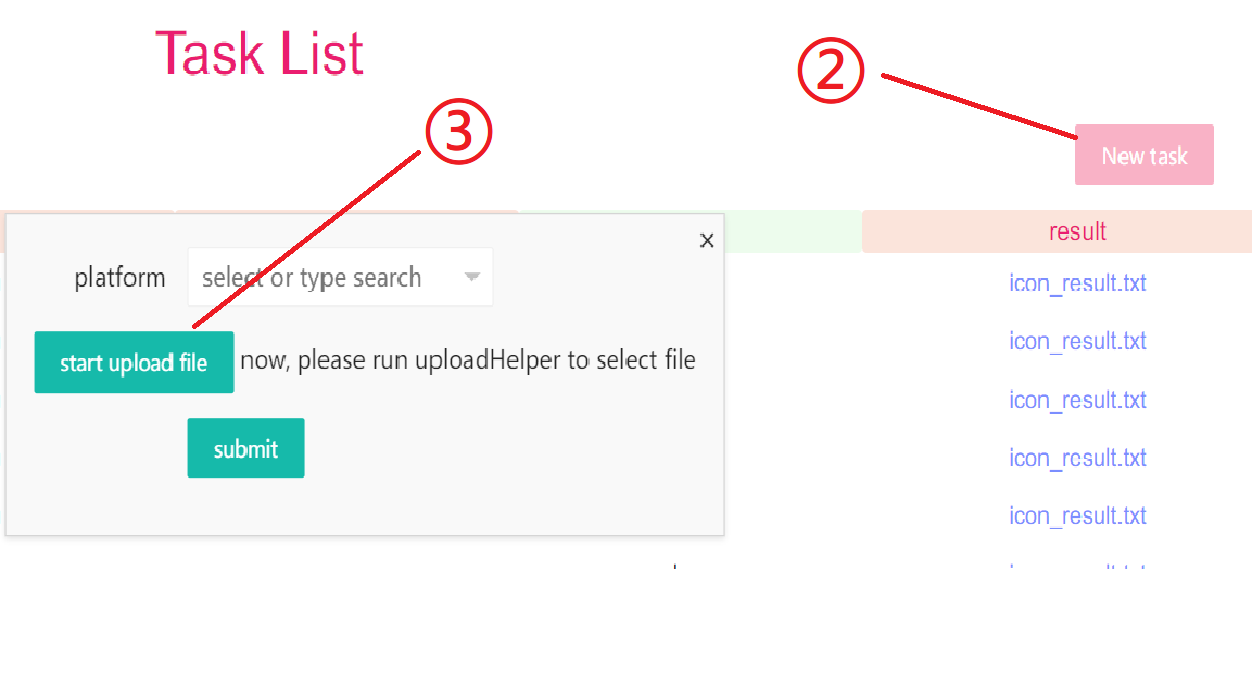 Task List
②
③
New task
result
×
platform
select or type search
icon_result.txt
icon_result.txt
start upload file
now, please run uploadHelper to select file
icon_result.txt
submit
icon_result.txt
icon_result.txt